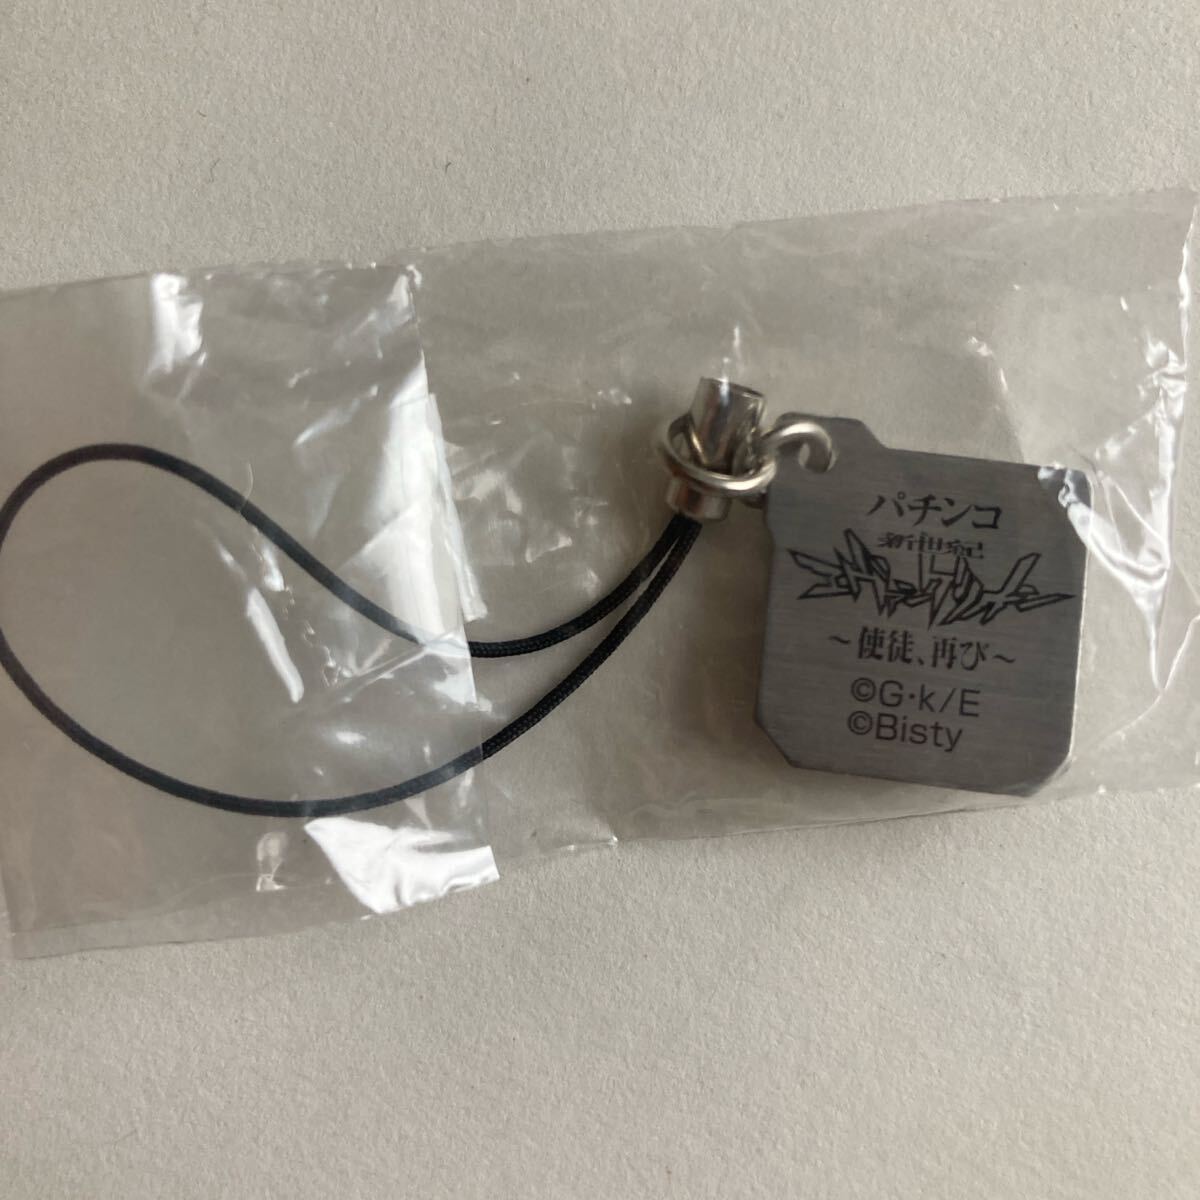 パチンコ
新世紀
エヴァンゲリオン
～使徒、再び～
©G・k/E
©Bisty